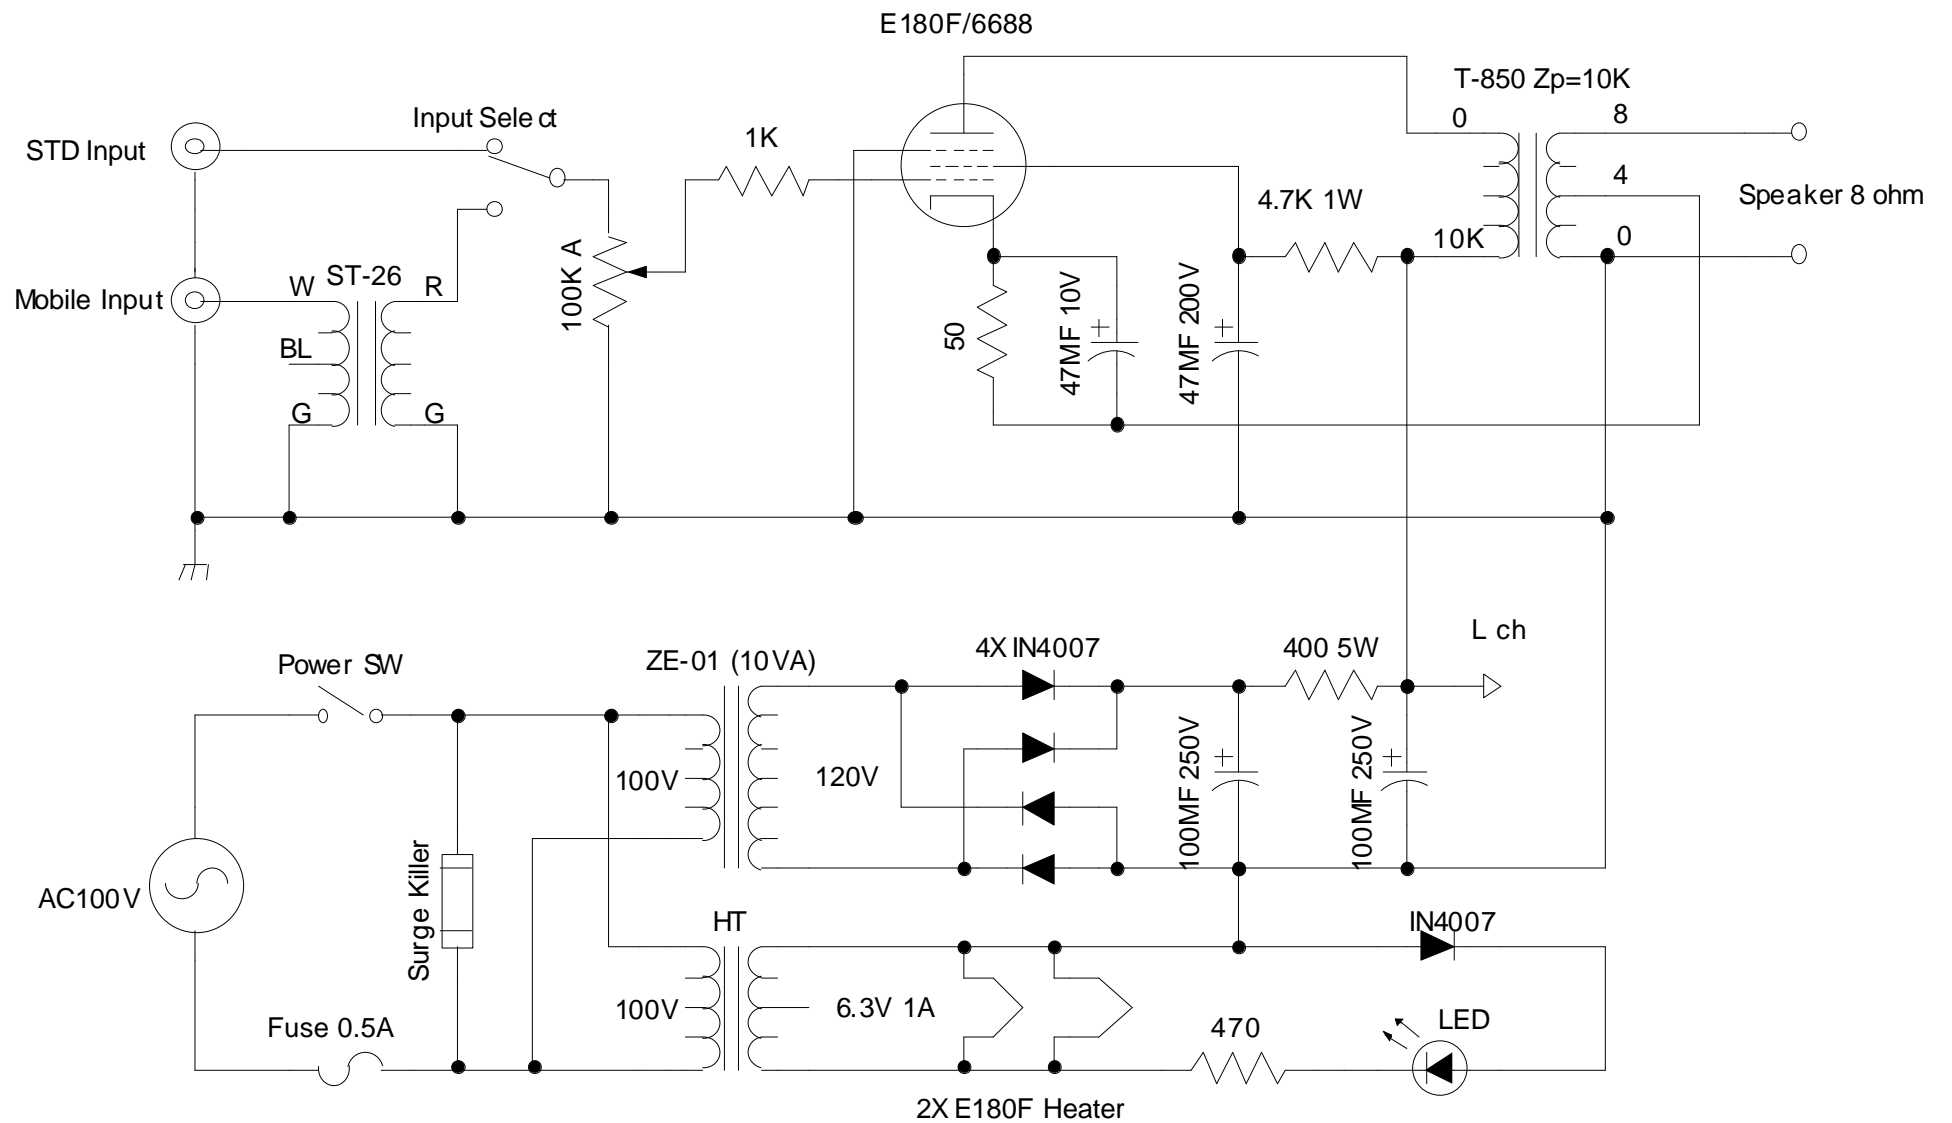 E180F/6688
T-850 Zp=10K
Input Select
0
8
1K
STD Input
4
4.7K 1W
Speaker 8 ohm
10K
0
ST-26
W
R
Mobile Input
100K A
BL
50
47MF 10V
+
47MF 200V
+
G
G
L ch
Power SW
ZE-01 (10VA)
4X IN4007
400 5W
100V
120V
100MF 250V
+
100MF 250V
+
AC100V
Surge Killer
HT
IN4007
100V
6.3V 1A
Fuse 0.5A
470
LED
2X E180F Heater